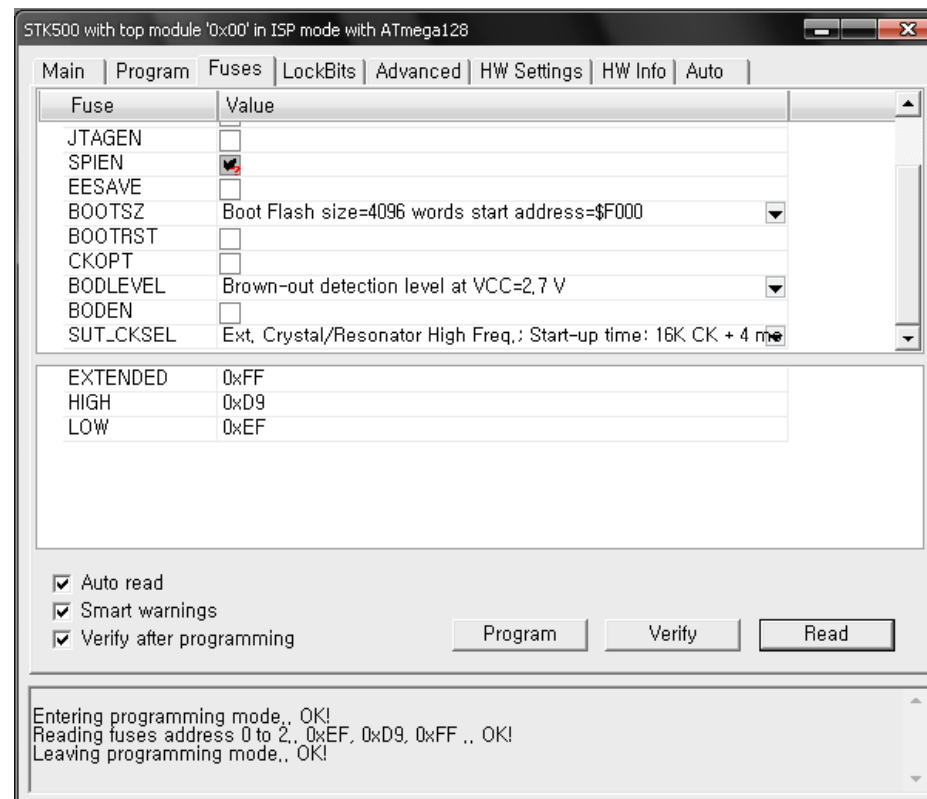 STK500 with top module '0x00' in ISP mode with ATmega128
Main Program Fuses LockBits Advanced HW Settings HW Info Auto
Fuse Value
JTAGEN
SPIEN
EESAVE
BOOTSZ Boot Flash size=4096 words start address=$F000
BOOTRST
CKOPT
BODLEVEL Brown-out detection level at VCC=2,7 V
BODEN
SUT_CKSEL Ext, Crystal/Resonator High Freq,; Start-up time: 16K CK + 4 me
EXTENDED 0xFF
HIGH 0xD9
LOW 0xEF
Auto read
Smart warnings
Verify after programming
Program Verify Read
Entering programming mode,, OK!
Reading fuses address 0 to 2,, 0xEF, 0xD9, 0xFF ,, OK!
Leaving programming mode,, OK!